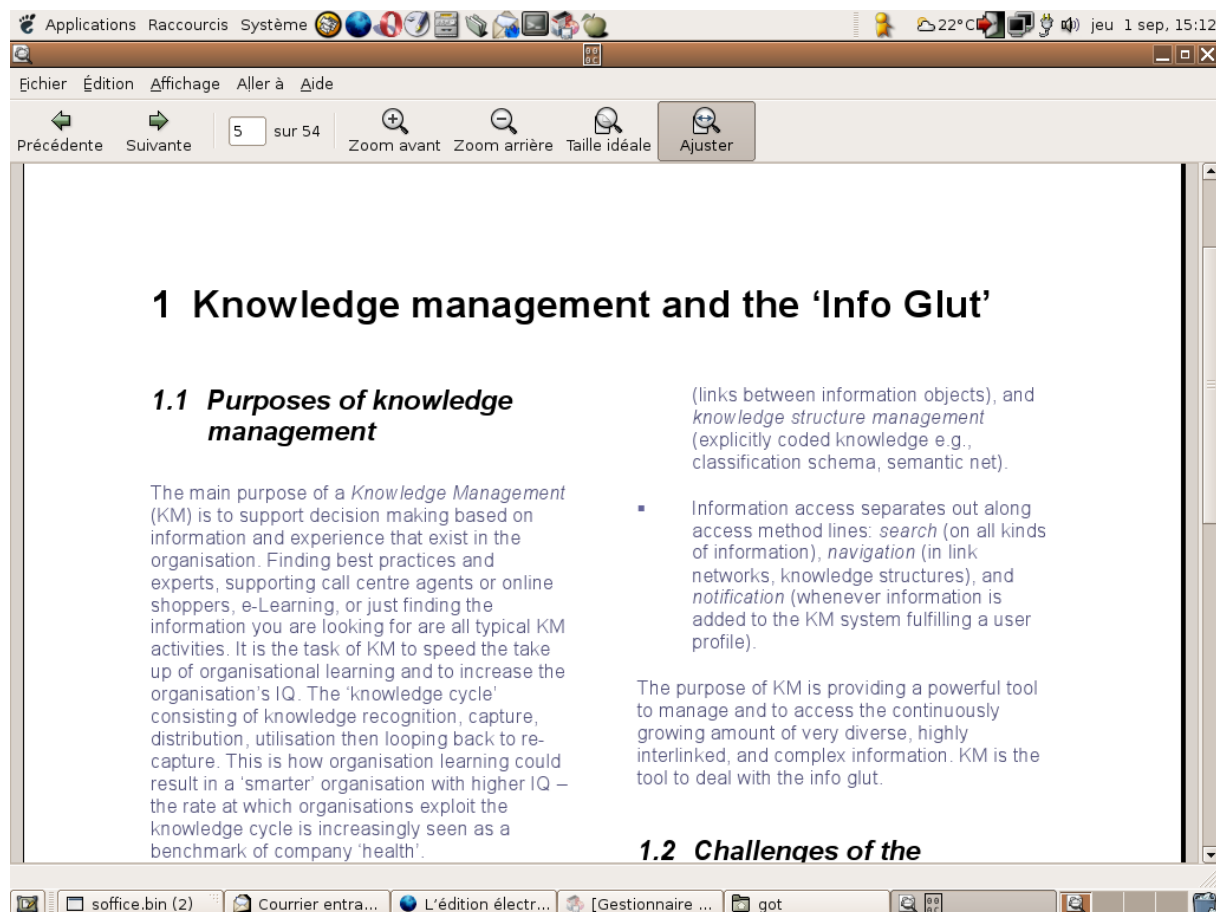 Applications Raccourcis Système 22°C jeu 1 sep, 15:12
Fichier Édition Affichage Aller à Aide
5 sur 54
Précédente Suivante Zoom avant Zoom arrière Taille idéale Ajuster
1 Knowledge management and the ‘Info Glut’
1.1 Purposes of knowledge
management
The main purpose of a Knowledge Management
(KM) is to support decision making based on
information and experience that exist in the
organisation. Finding best practices and
experts, supporting call centre agents or online
shoppers, e-Learning, or just finding the
information you are looking for are all typical KM
activities. It is the task of KM to speed the take
up of organisational learning and to increase the
organisation’s IQ. The ‘knowledge cycle’
consisting of knowledge recognition, capture,
distribution, utilisation then looping back to re-
capture. This is how organisation learning could
result in a ‘smarter’ organisation with higher IQ –
the rate at which organisations exploit the
knowledge cycle is increasingly seen as a
benchmark of company ‘health’.
(links between information objects), and
knowledge structure management
(explicitly coded knowledge e.g.,
classification schema, semantic net).
▪ Information access separates out along
access method lines: search (on all kinds
of information), navigation (in link
networks, knowledge structures), and
notification (whenever information is
added to the KM system fulfilling a user
profile).
The purpose of KM is providing a powerful tool
to manage and to access the continuously
growing amount of very diverse, highly
interlinked, and complex information. KM is the
tool to deal with the info glut.
1.2 Challenges of the
soffice.bin (2) Courrier entra... L'édition électr... [Gestionnaire ... got